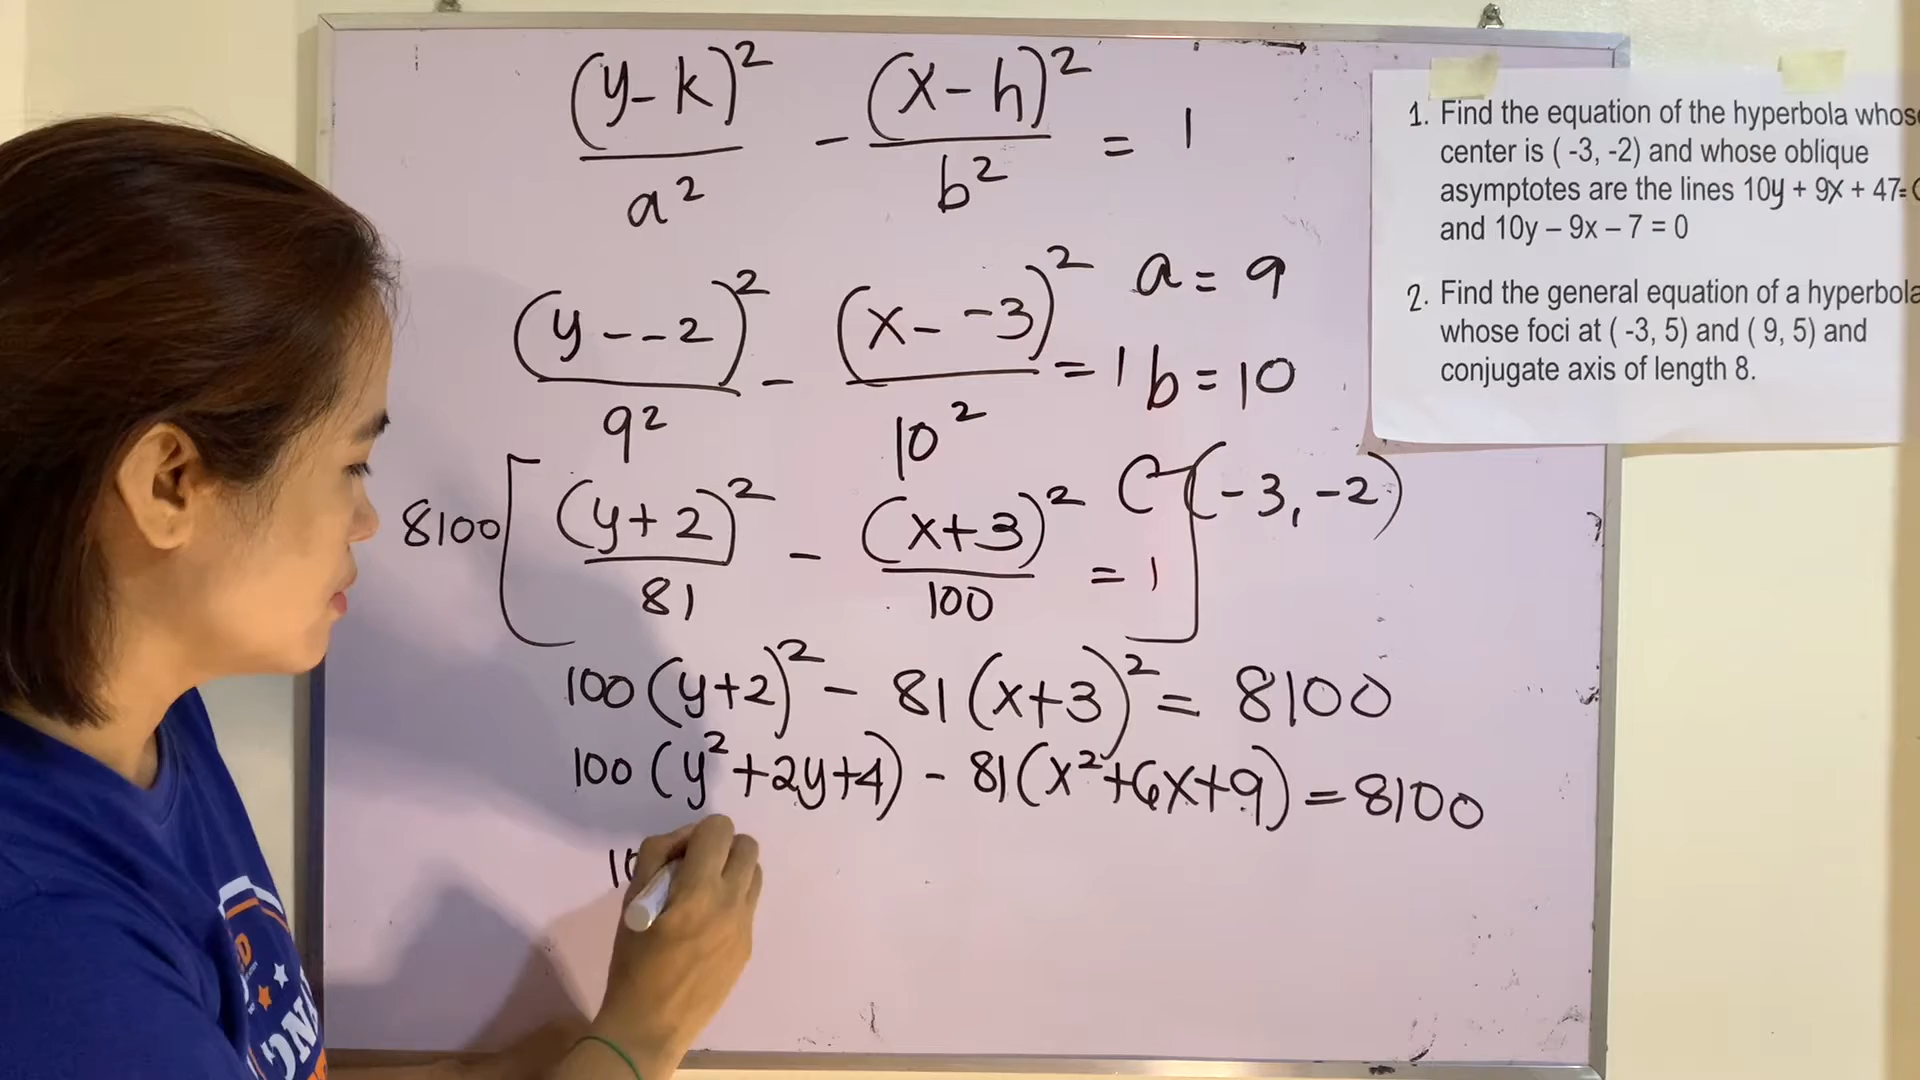 (y-k)² / a² - (x-h)² / b² = 1
(y--2)² / 9² - (x--3)² / 10² = 1
a = 9
b = 10
C (-3, -2)
8100 [ (y+2)² / 81 - (x+3)² / 100 = 1 ]
100 (y+2)² - 81 (x+3)² = 8100
100 (y²+2y+4) - 81 (x²+6x+9) = 8100
1. Find the equation of the hyperbola whose
center is ( -3, -2) and whose oblique
asymptotes are the lines 10y + 9x + 47=
and 10y – 9x – 7 = 0
2. Find the general equation of a hyperbola
whose foci at ( -3, 5) and ( 9, 5) and
conjugate axis of length 8.